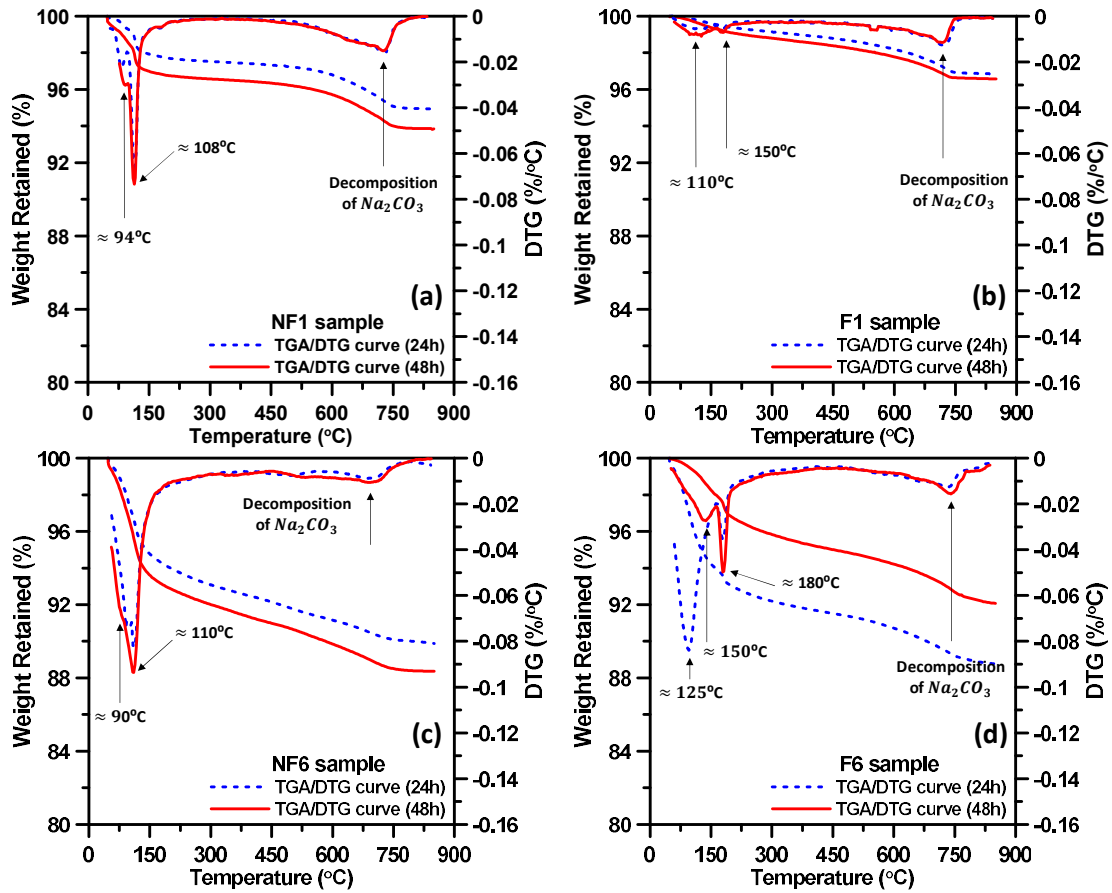 100
98
96
92
88
84
80
Weight Retained (%)
0
-0.02
-0.04
-0.06
-0.08
-0.1
-0.12
-0.14
-0.16
DTG (%/°C)
≈ 108°C
≈ 94°C
Decomposition
of Na₂CO₃
(a)
NF1 sample
TGA/DTG curve (24h)
TGA/DTG curve (48h)
0 150 300 450 600 750 900
Temperature (°C)
100
98
96
92
88
84
80
Weight Retained (%)
0
-0.02
-0.04
-0.06
-0.08
-0.1
-0.12
-0.14
-0.16
DTG (%/°C)
≈ 150°C
≈ 110°C
Decomposition
of Na₂CO₃
(b)
F1 sample
TGA/DTG curve (24h)
TGA/DTG curve (48h)
0 150 300 450 600 750 900
Temperature (°C)
100
96
92
88
84
80
Weight Retained (%)
0
-0.02
-0.04
-0.06
-0.08
-0.1
-0.12
-0.14
-0.16
DTG (%/°C)
Decomposition
of Na₂CO₃
≈ 110°C
≈ 90°C
(c)
NF6 sample
TGA/DTG curve (24h)
TGA/DTG curve (48h)
0 150 300 450 600 750 900
Temperature (°C)
100
96
92
88
84
80
Weight Retained (%)
0
-0.02
-0.04
-0.06
-0.08
-0.1
-0.12
-0.14
-0.16
DTG (%/°C)
≈ 180°C
≈ 150°C
≈ 125°C
Decomposition
of Na₂CO₃
(d)
F6 sample
TGA/DTG curve (24h)
TGA/DTG curve (48h)
0 150 300 450 600 750 900
Temperature (°C)